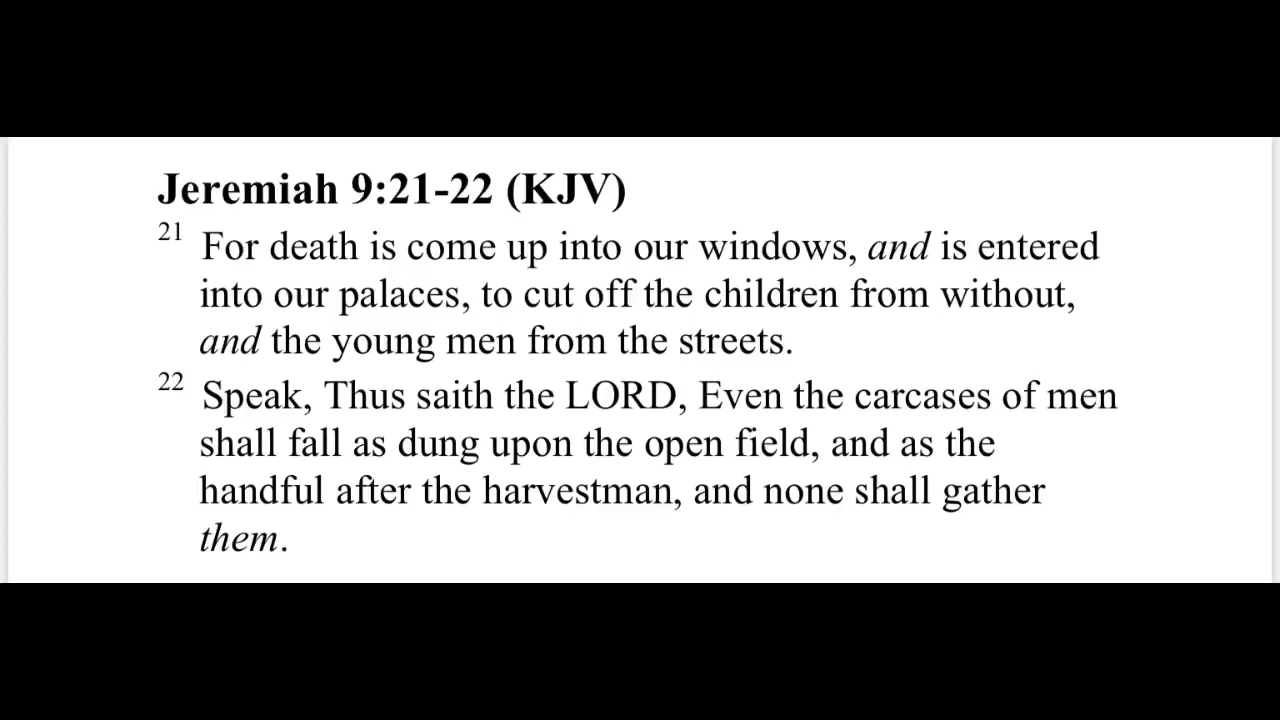 Jeremiah 9:21-22 (KJV)
21 For death is come up into our windows, and is entered
into our palaces, to cut off the children from without,
and the young men from the streets.
22 Speak, Thus saith the LORD, Even the carcases of men
shall fall as dung upon the open field, and as the
handful after the harvestman, and none shall gather
them.